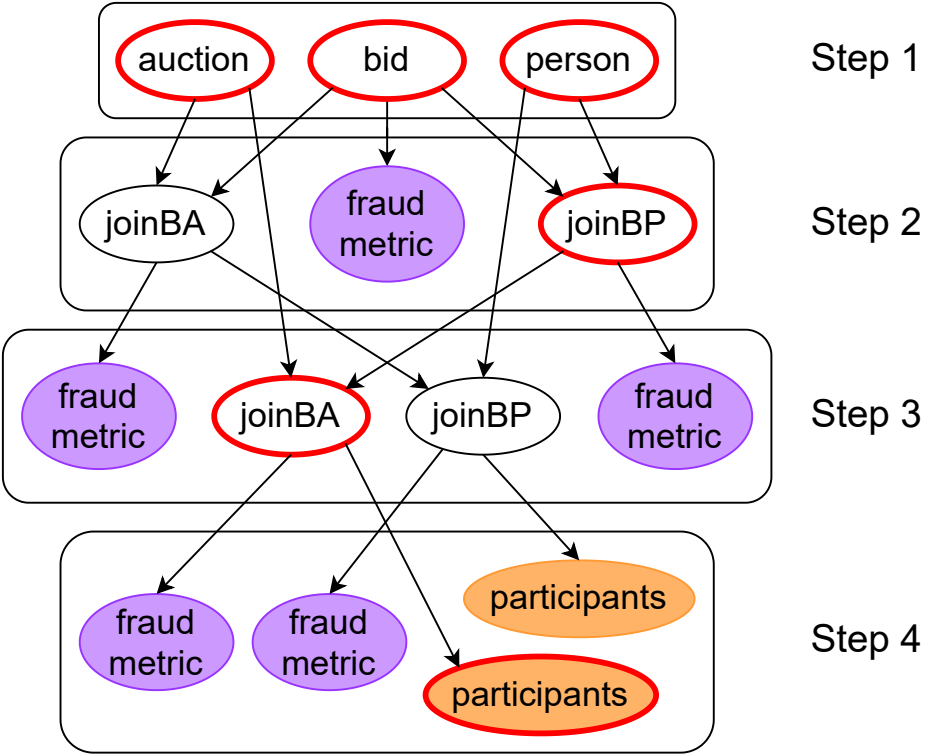 auction
bid
person
Step 1
joinBA
fraud
metric
joinBP
Step 2
fraud
metric
joinBA
joinBP
fraud
metric
Step 3
fraud
metric
fraud
metric
participants
participants
Step 4